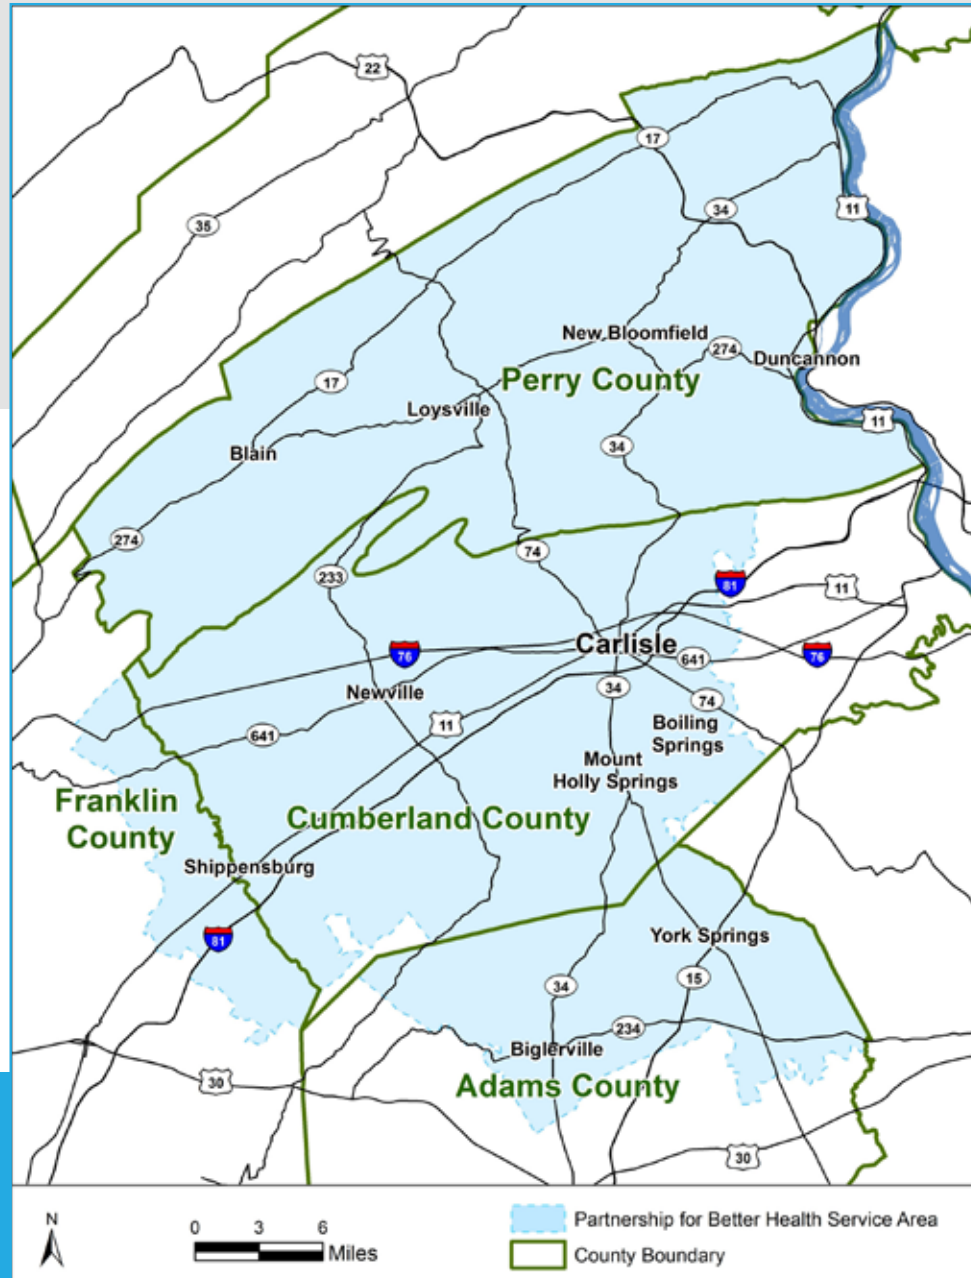 22
17
35
34
11
New Bloomfield
274
Duncannon
Perry County
17
Loysville
11
34
Blain
274
74
233
81
11
Carlisle
76
641
76
Newville
34
74
11
Boiling
Springs
641
Mount
Holly Springs
Franklin
County
Cumberland County
Shippensburg
81
York Springs
34
15
234
Biglerville
30
Adams County
30
N
0 3 6
Miles
Partnership for Better Health Service Area
County Boundary